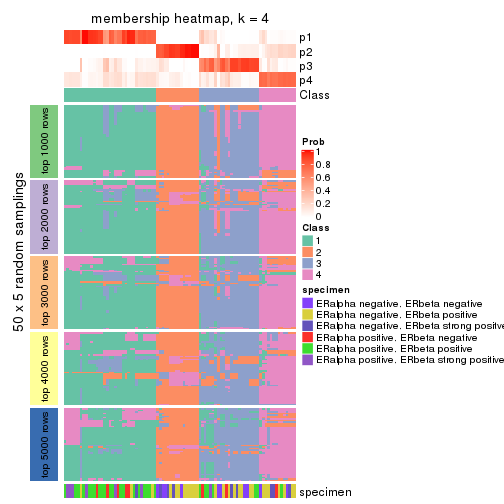 membership heatmap, k = 4
p1
p2
p3
p4
Class
50 x 5 random samplings
top 1000 rows
top 2000 rows
top 3000 rows
top 4000 rows
top 5000 rows
specimen
Prob
1
0.8
0.6
0.4
0.2
0
Class
1
2
3
4
specimen
ERalpha negative. ERbeta negative
ERalpha negative. ERbeta positive
ERalpha negative. ERbeta strong positive
ERalpha positive. ERbeta negative
ERalpha positive. ERbeta positive
ERalpha positive. ERbeta strong positive